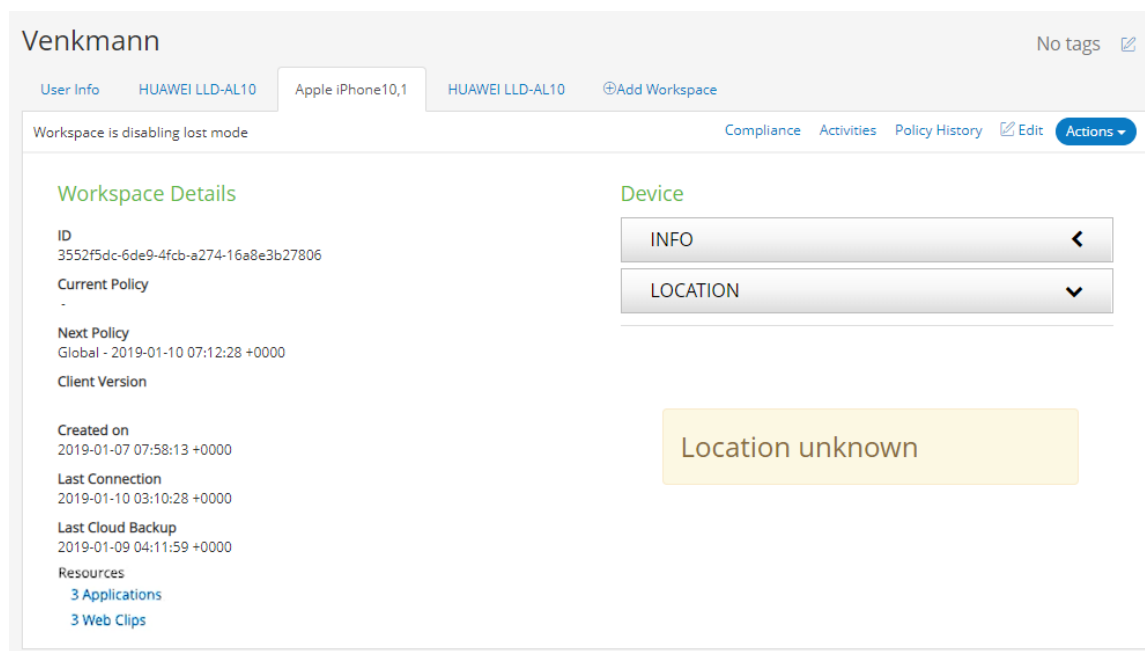 Venkmann
No tags
User Info HUAWEI LLD-AL10 Apple iPhone10,1 HUAWEI LLD-AL10 Add Workspace
Workspace is disabling lost mode
Compliance Activities Policy History Edit Actions
Workspace Details
ID
3552f5dc-6de9-4fcb-a274-16a8e3b27806
Current Policy
-
Next Policy
Global - 2019-01-10 07:12:28 +0000
Client Version
Created on
2019-01-07 07:58:13 +0000
Last Connection
2019-01-10 03:10:28 +0000
Last Cloud Backup
2019-01-09 04:11:59 +0000
Resources
3 Applications
3 Web Clips
Device
INFO
LOCATION
Location unknown